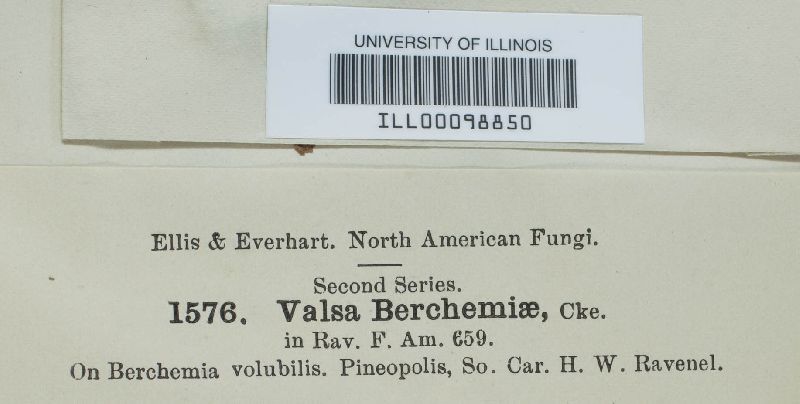 UNIVERSITY OF ILLINOIS
ILL00098850
Ellis & Everhart. North American Fungi.
Second Series.
1576. Valsa Berchemiæ, Cke.
in Rav. F. Am. 659.
On Berchemia volubilis. Pineopolis, So. Car. H. W. Ravenel.